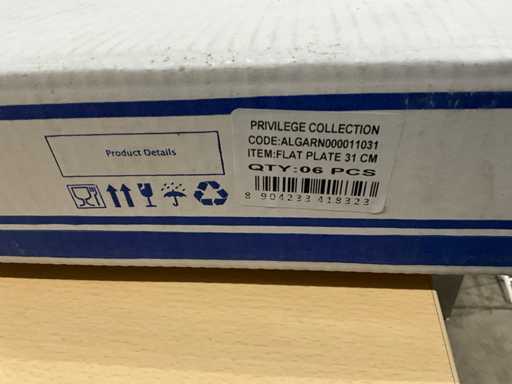 PRIVILEGE COLLECTION
CODE:ALGARN000011031
ITEM:FLAT PLATE 31 CM
QTY:06 PCS
8 904233 418323
Product Details